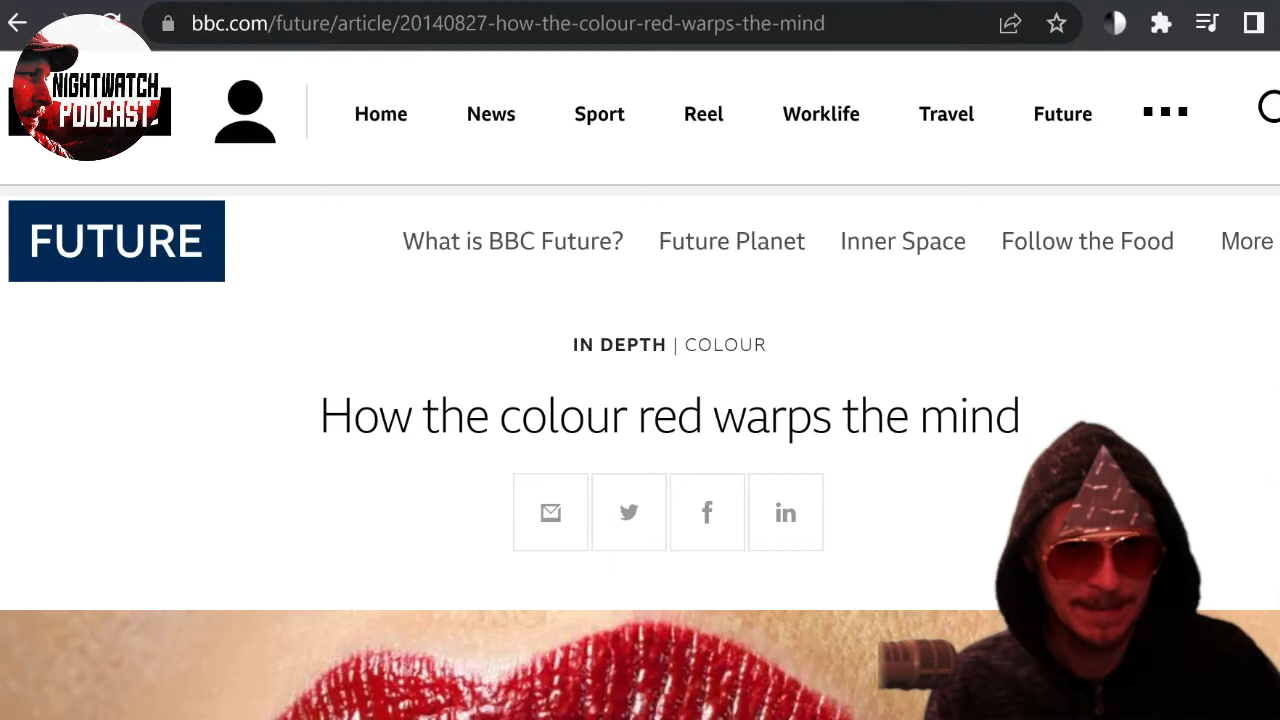 bbc.com/future/article/20140827-how-the-colour-red-warps-the-mind
NIGHTWATCH
PODCAST
Home News Sport Reel Worklife Travel Future
FUTURE
What is BBC Future? Future Planet Inner Space Follow the Food More
IN DEPTH | COLOUR
How the colour red warps the mind